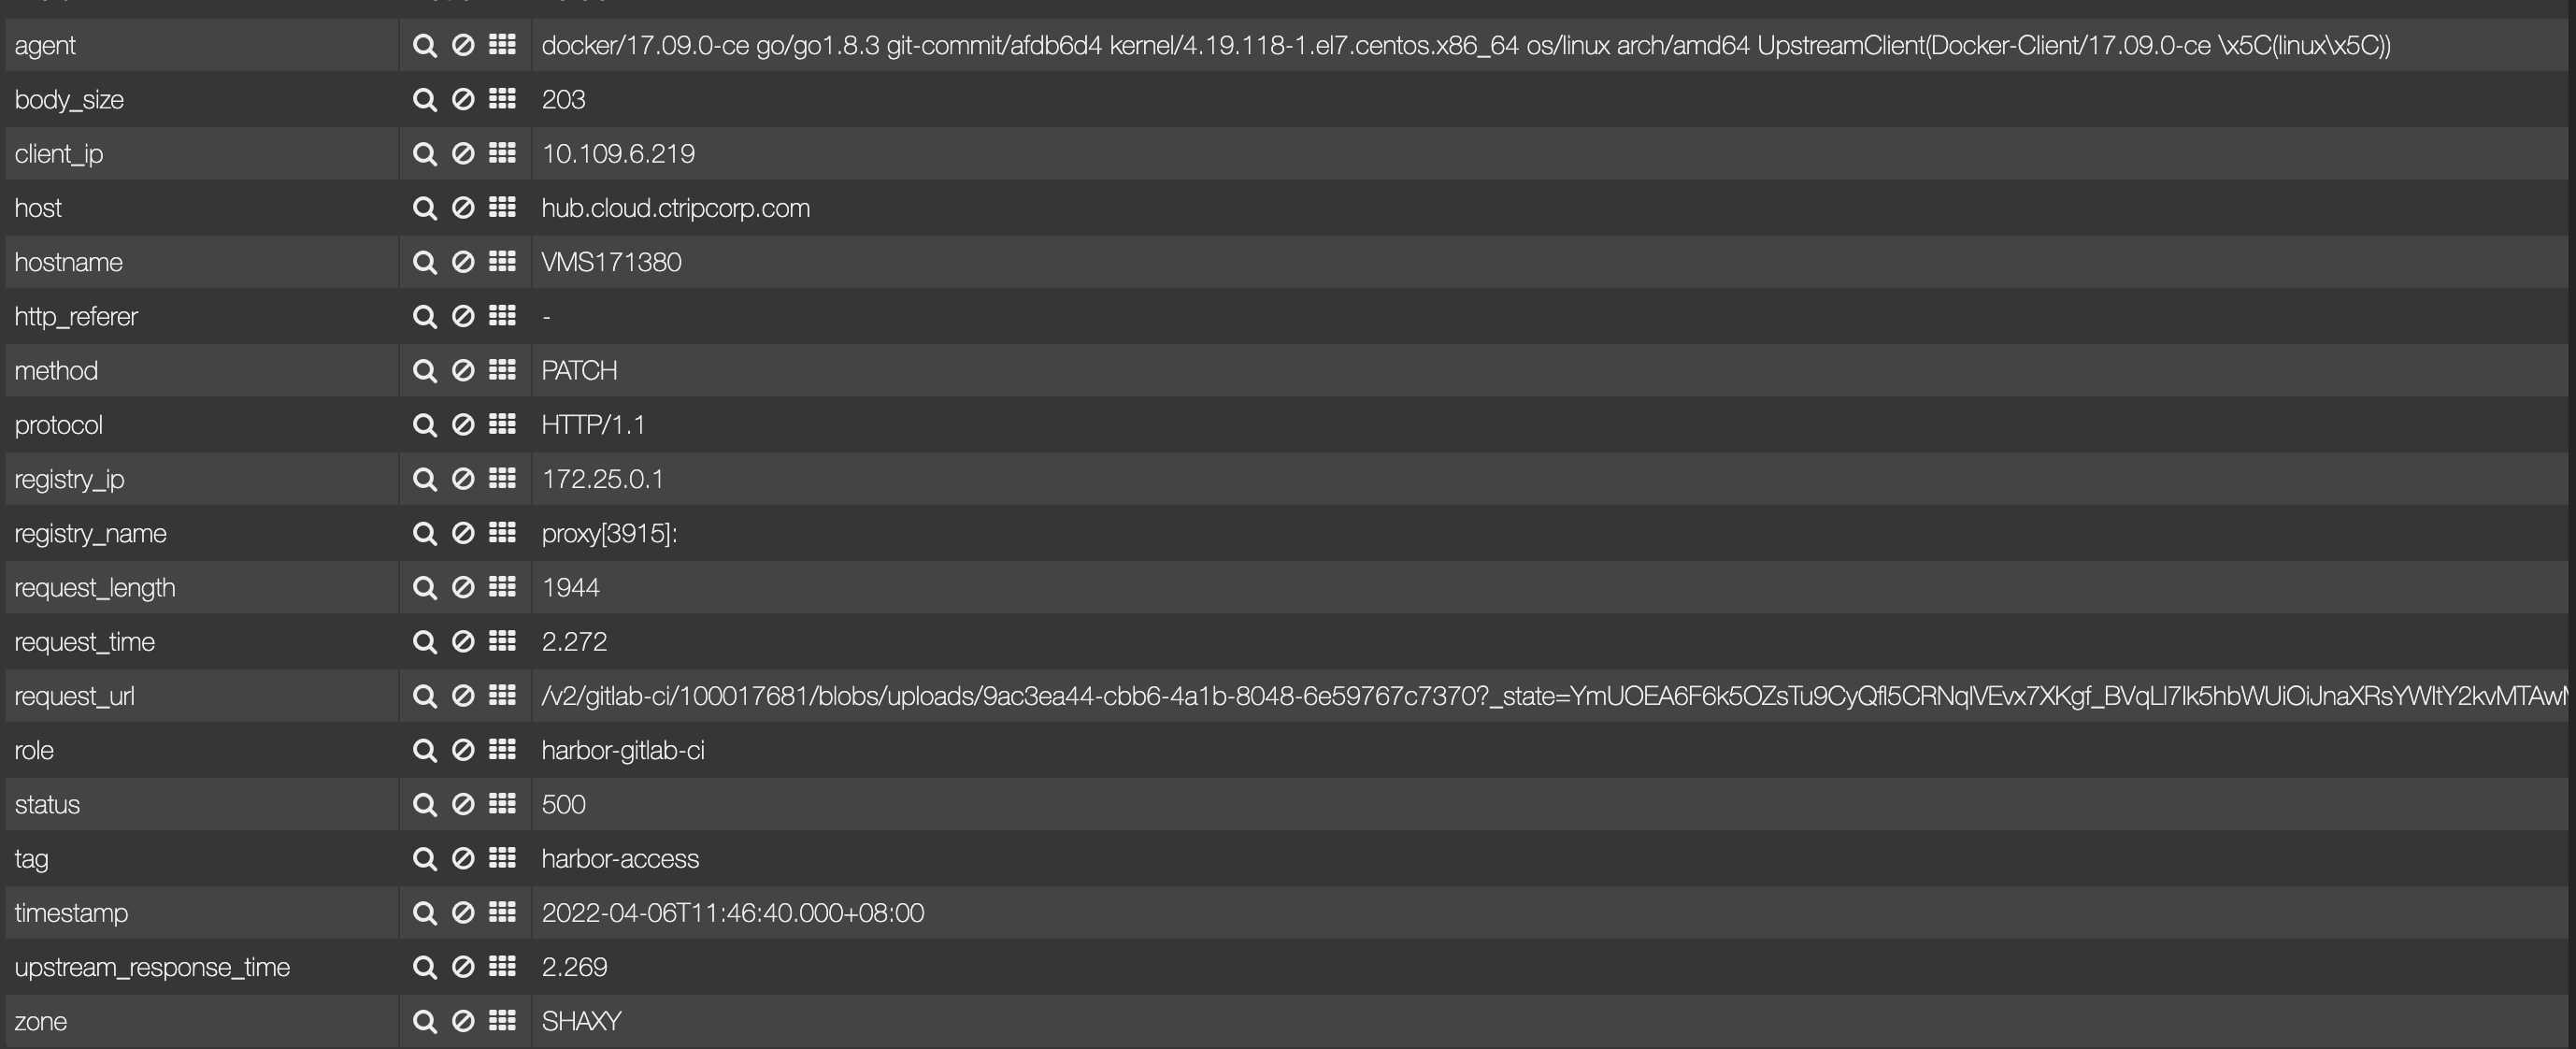 agent docker/17.09.0-ce go/go1.8.3 git-commit/afdb6d4 kernel/4.19.118-1.el7.centos.x86_64 os/linux arch/amd64 UpstreamClient(Docker-Client/17.09.0-ce \x5C(linux\x5C))
body_size 203
client_ip 10.109.6.219
host hub.cloud.ctripcorp.com
hostname VMS171380
http_referer -
method PATCH
protocol HTTP/1.1
registry_ip 172.25.0.1
registry_name proxy[3915]:
request_length 1944
request_time 2.272
request_url /v2/gitlab-ci/100017681/blobs/uploads/9ac3ea44-cbb6-4a1b-8048-6e59767c7370?_state=YmUOEA6F6k5OZsTu9CyQfl5CRNqlVEvx7XKgf_BVqLl7Ik5hbWUiOiJnaXRsYWItY2kvMTAwM
role harbor-gitlab-ci
status 500
tag harbor-access
timestamp 2022-04-06T11:46:40.000+08:00
upstream_response_time 2.269
zone SHAXY